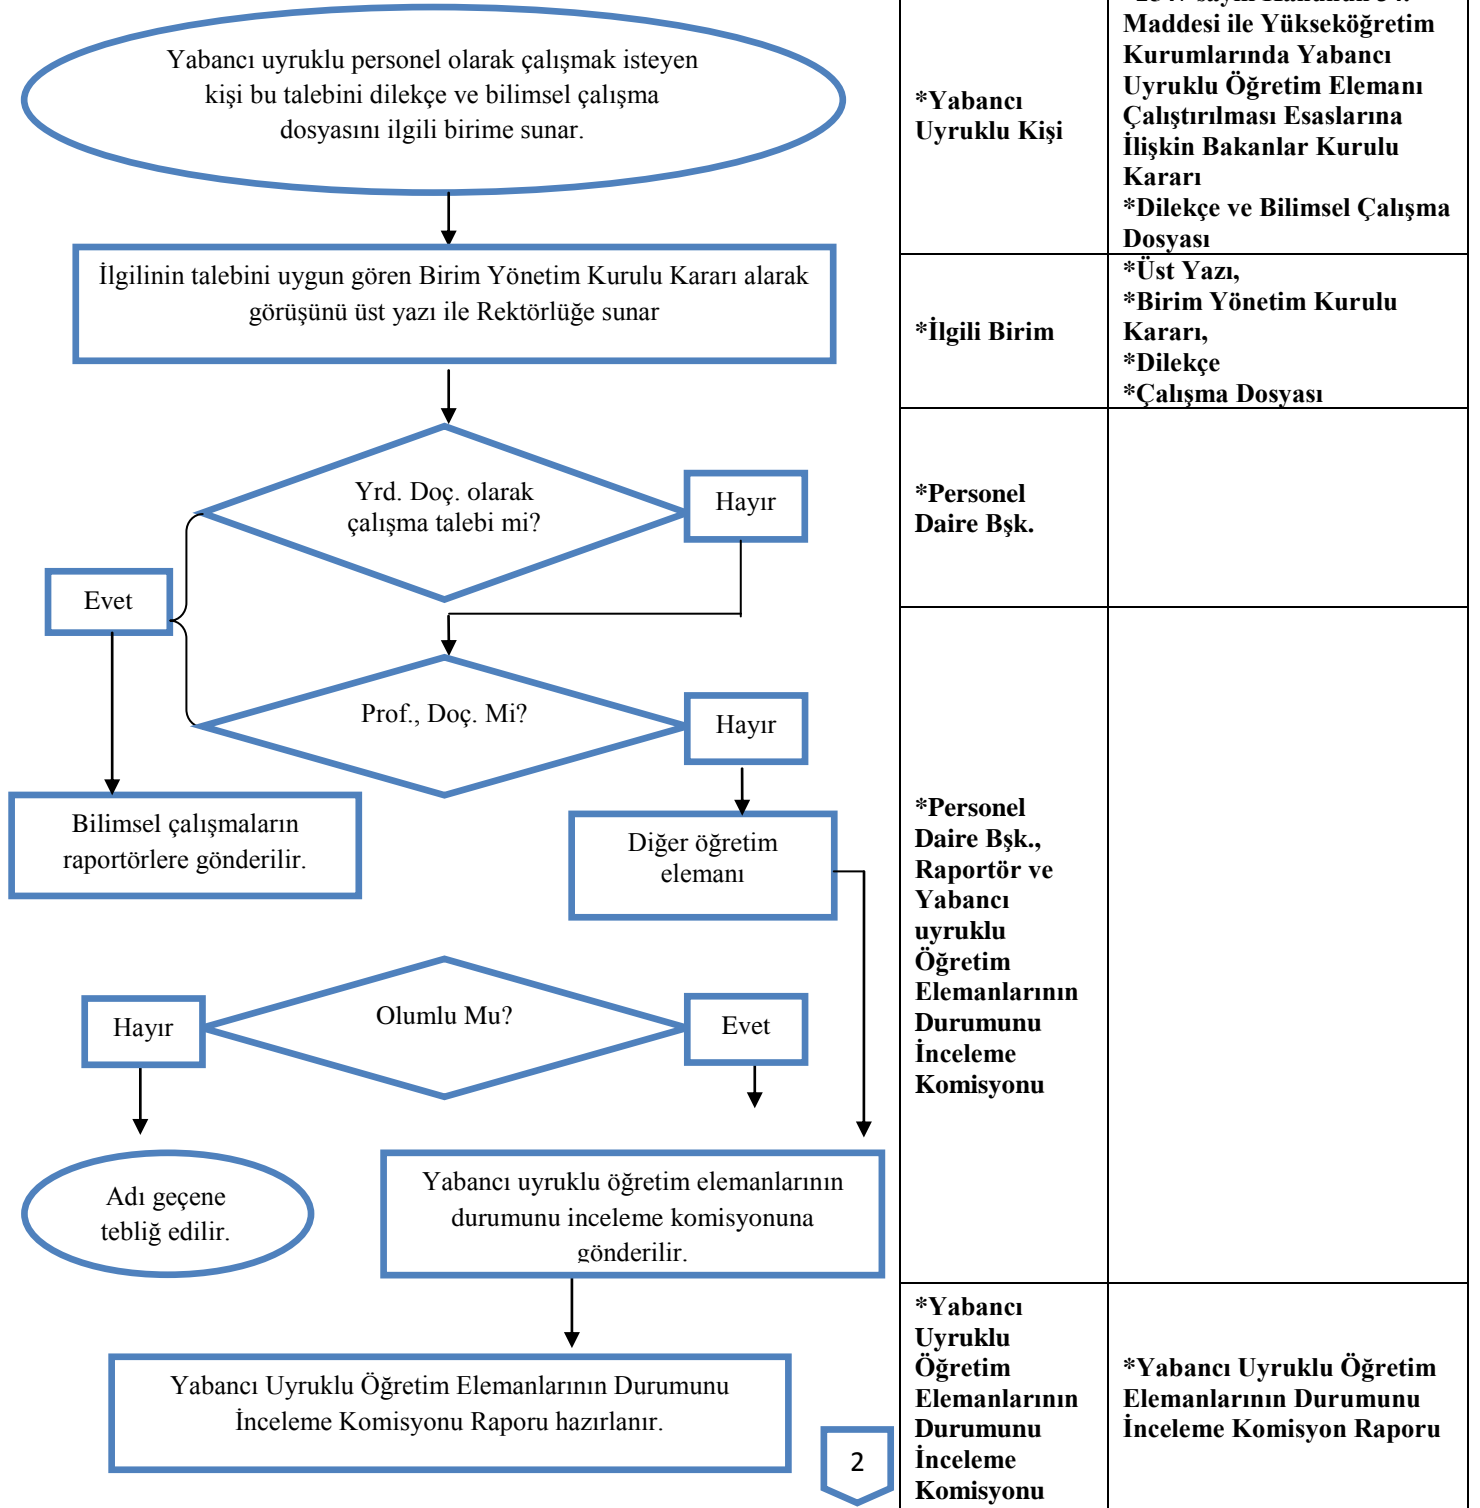 Yabancı uyruklu personel olarak çalışmak isteyen
kişi bu talebini dilekçe ve bilimsel çalışma
dosyasını ilgili birime sunar.
*Yabancı
Uyruklu Kişi
Maddesi ile Yükseköğretim
Kurumlarında Yabancı
Uyruklu Öğretim Elemanı
Çalıştırılması Esaslarına
İlişkin Bakanlar Kurulu
Kararı
*Dilekçe ve Bilimsel Çalışma
Dosyası
İlgilinin talebini uygun gören Birim Yönetim Kurulu Kararı alarak
görüşünü üst yazı ile Rektörlüğe sunar
*İlgili Birim
*Üst Yazı,
*Birim Yönetim Kurulu
Kararı,
*Dilekçe
*Çalışma Dosyası
Yrd. Doç. olarak
çalışma talebi mi?
Hayır
*Personel
Daire Bşk.
Evet
Prof., Doç. Mi?
Hayır
Bilimsel çalışmaların
raportörlere gönderilir.
Diğer öğretim
elemanı
Olumlu Mu?
Hayır
Evet
Adı geçene
tebliğ edilir.
Yabancı uyruklu öğretim elemanlarının
durumunu inceleme komisyonuna
gönderilir.
*Personel
Daire Bşk.,
Raportör ve
Yabancı
uyruklu
Öğretim
Elemanlarının
Durumunu
İnceleme
Komisyonu
Yabancı Uyruklu Öğretim Elemanlarının Durumunu
İnceleme Komisyonu Raporu hazırlanır.
2
*Yabancı
Uyruklu
Öğretim
Elemanlarının
Durumunu
İnceleme
Komisyonu
*Yabancı Uyruklu Öğretim
Elemanlarının Durumunu
İnceleme Komisyon Raporu